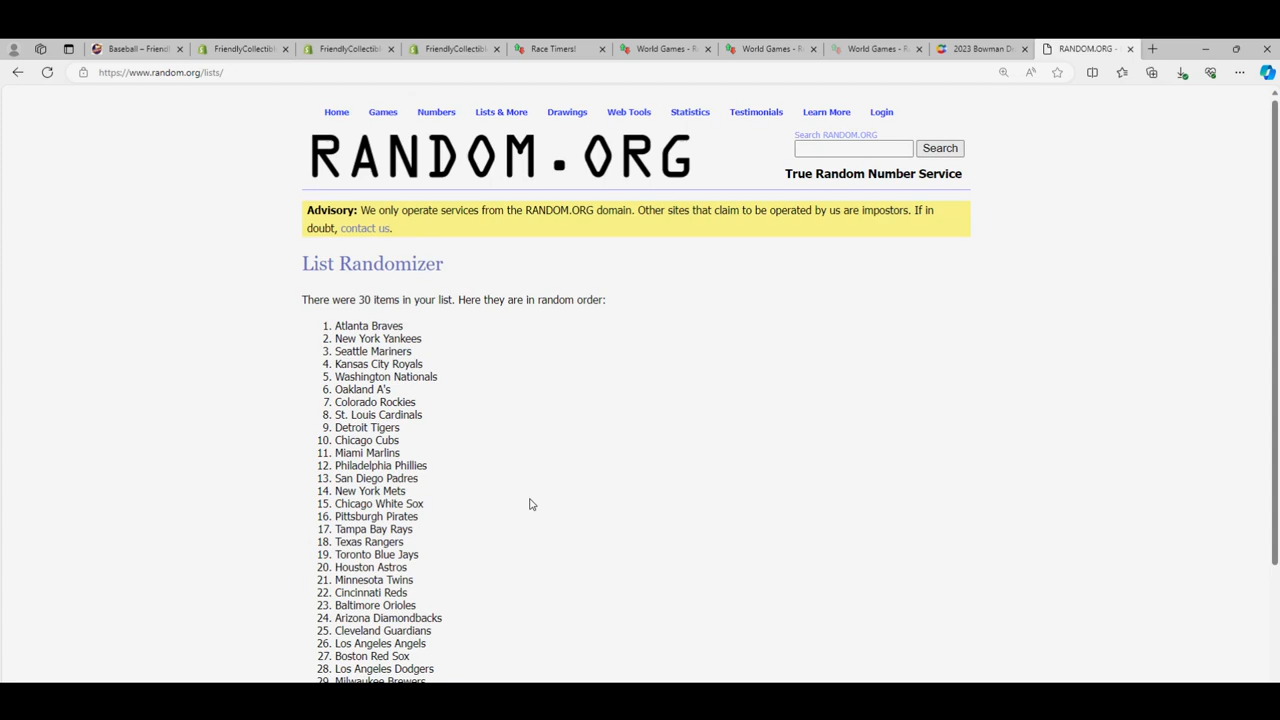 Baseball – Friendl
FriendlyCollectibl
FriendlyCollectibl
FriendlyCollectibl
Race Timers!
World Games - R
World Games - R
World Games - R
2023 Bowman D
RANDOM.ORG -
https://www.random.org/lists/
Home Games Numbers Lists & More Drawings Web Tools Statistics Testimonials Learn More Login
Search RANDOM.ORG
RANDOM.ORG
Search
True Random Number Service
Advisory: We only operate services from the RANDOM.ORG domain. Other sites that claim to be operated by us are impostors. If in
doubt, contact us.
List Randomizer
There were 30 items in your list. Here they are in random order:
1. Atlanta Braves
2. New York Yankees
3. Seattle Mariners
4. Kansas City Royals
5. Washington Nationals
6. Oakland A's
7. Colorado Rockies
8. St. Louis Cardinals
9. Detroit Tigers
10. Chicago Cubs
11. Miami Marlins
12. Philadelphia Phillies
13. San Diego Padres
14. New York Mets
15. Chicago White Sox
16. Pittsburgh Pirates
17. Tampa Bay Rays
18. Texas Rangers
19. Toronto Blue Jays
20. Houston Astros
21. Minnesota Twins
22. Cincinnati Reds
23. Baltimore Orioles
24. Arizona Diamondbacks
25. Cleveland Guardians
26. Los Angeles Angels
27. Boston Red Sox
28. Los Angeles Dodgers
29. Milwaukee Brewers